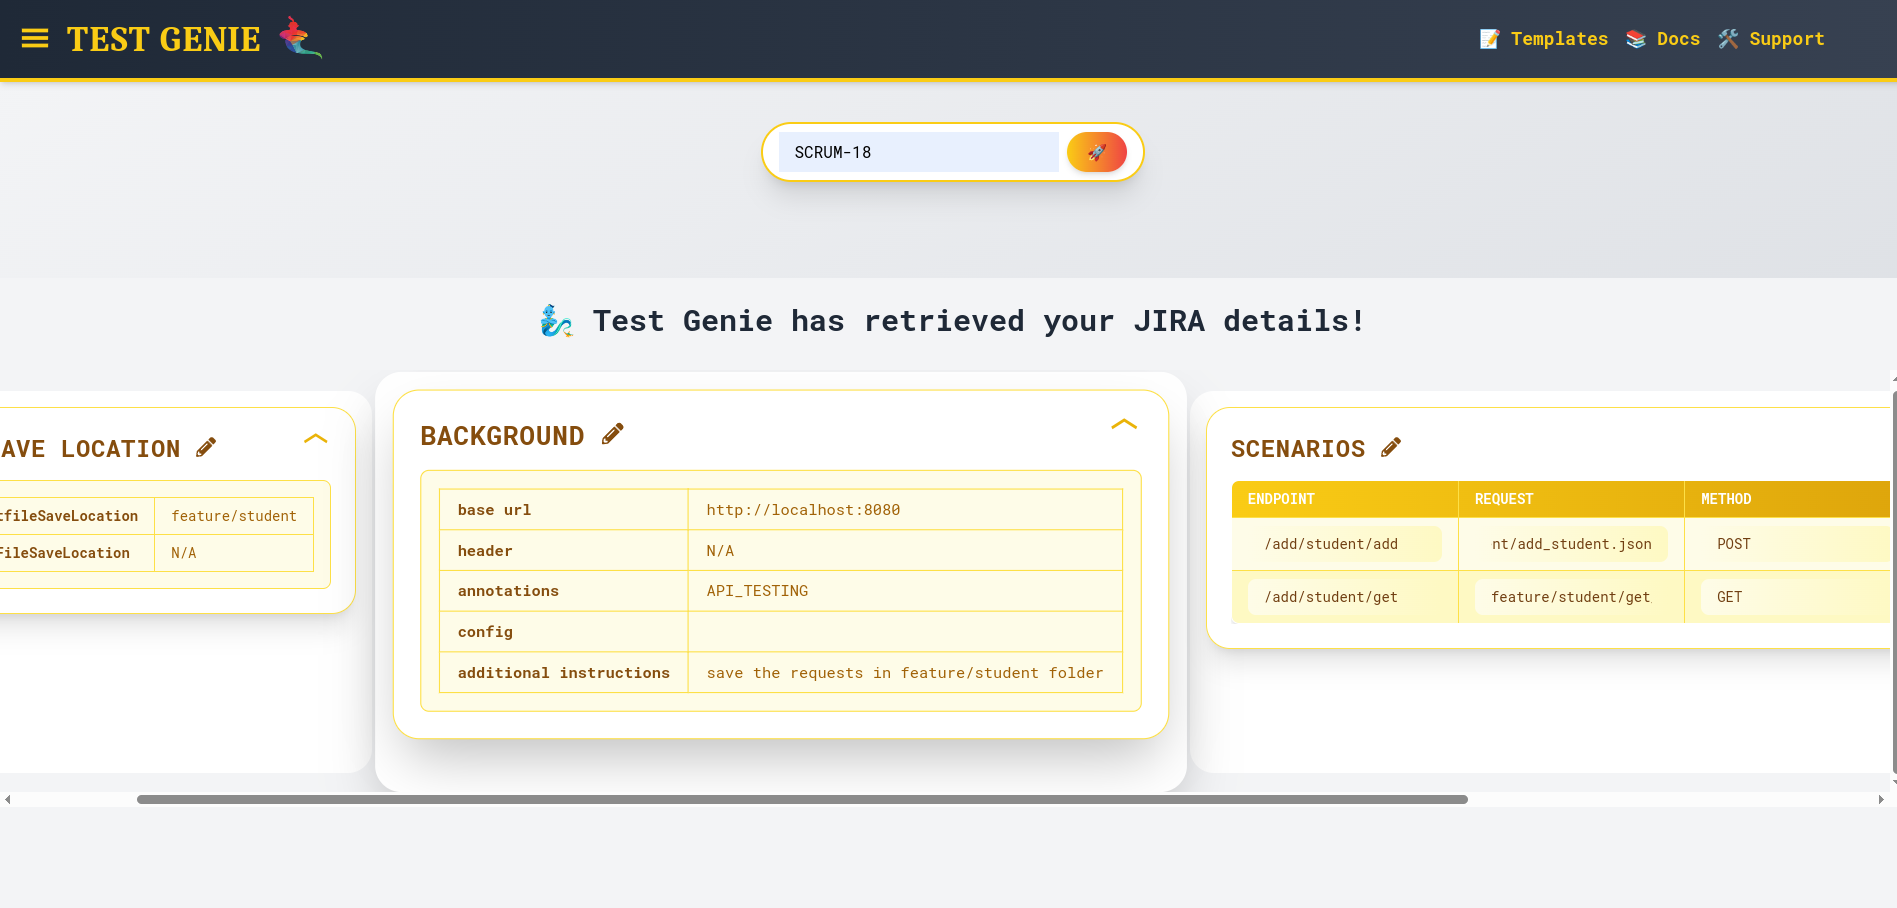 TEST GENIE
Templates Docs Support
SCRUM-18
Test Genie has retrieved your JIRA details!
AVE LOCATION
tfileSaveLocation feature/student
FileSaveLocation N/A
BACKGROUND
base url http://localhost:8080
header N/A
annotations API_TESTING
config
additional instructions save the requests in feature/student folder
SCENARIOS
ENDPOINT REQUEST METHOD
/add/student/add nt/add_student.json POST
/add/student/get feature/student/get GET